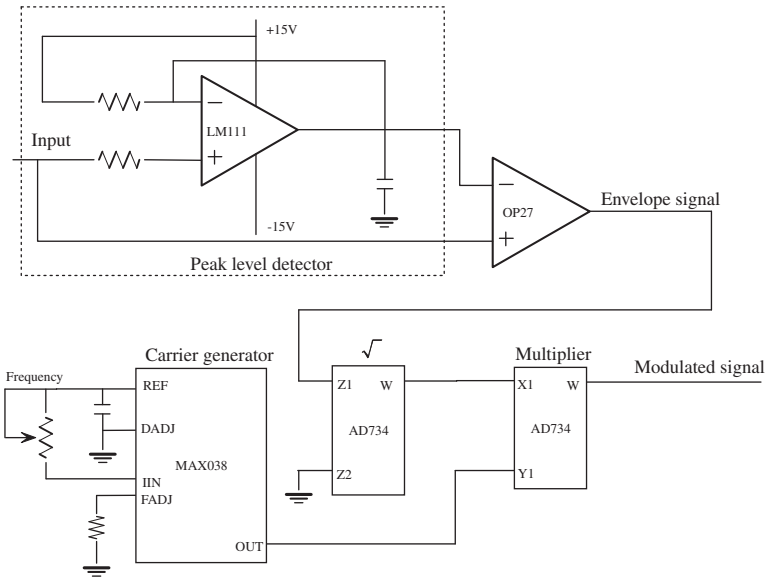 +15V
−
LM111
Input
+
−
OP27
Envelope signal
+
-15V
Peak level detector
√
Carrier generator
Multiplier
Modulated signal
Frequency
REF
Z1
W
X1
W
DADJ
AD734
AD734
MAX038
Z2
Y1
IIN
FADJ
OUT